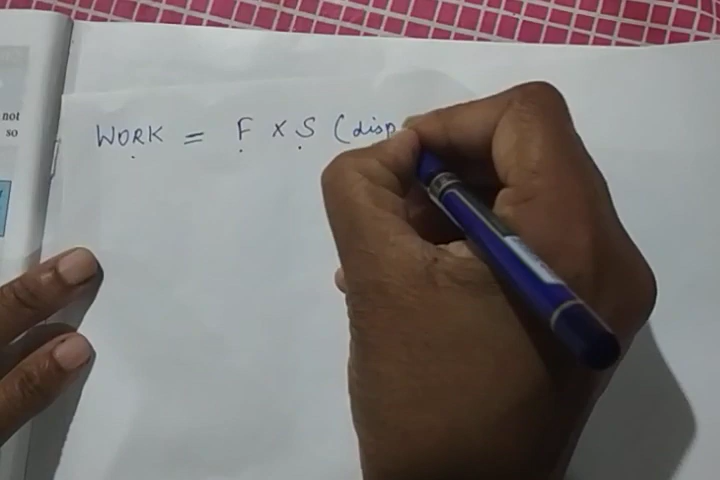 not
so
WORK = F × S (disp